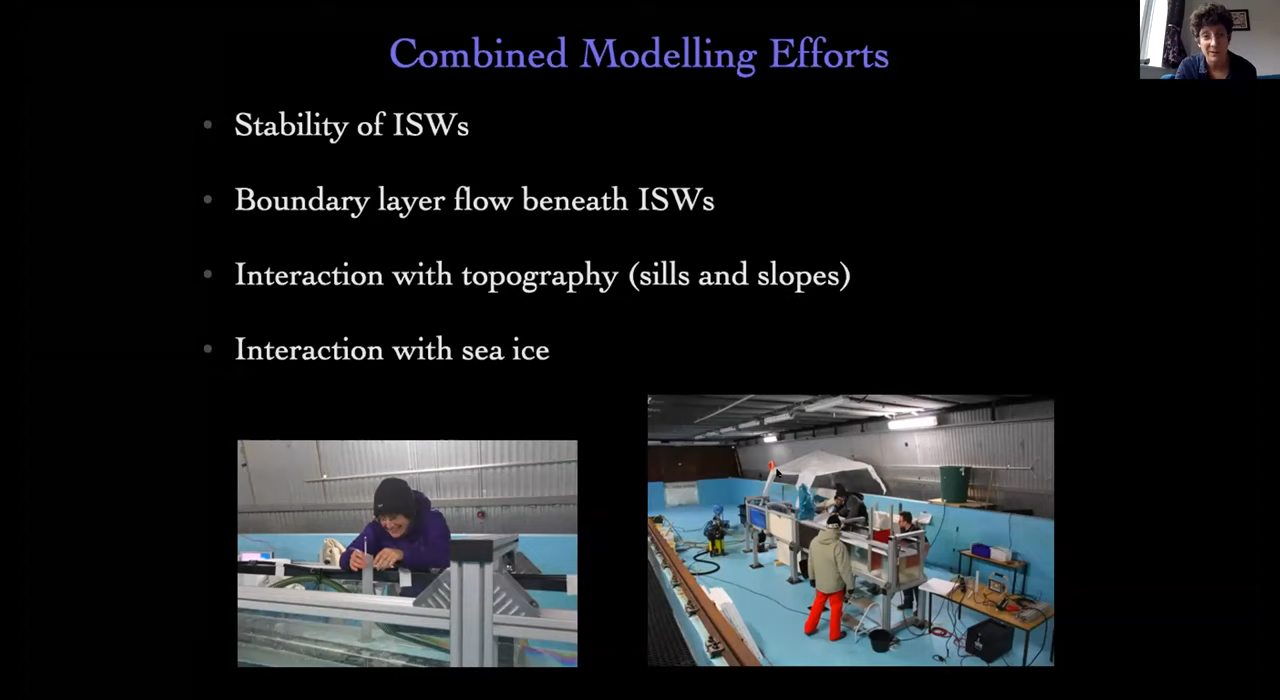 Combined Modelling Efforts
Stability of ISWs
Boundary layer flow beneath ISWs
Interaction with topography (sills and slopes)
Interaction with sea ice